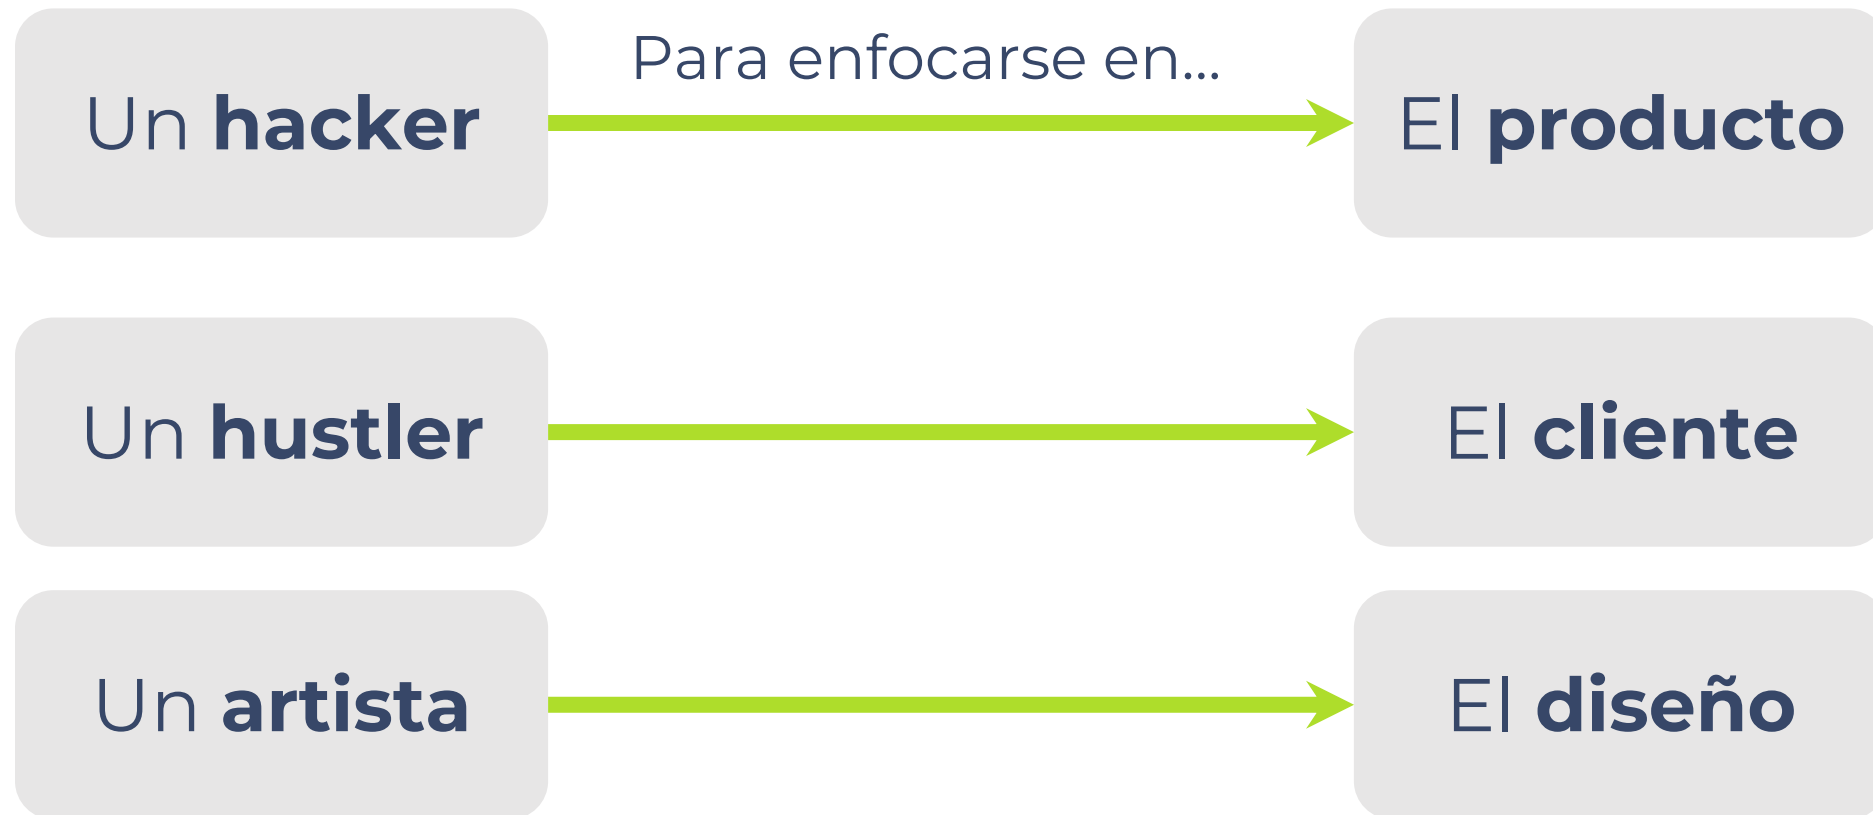 Para enfocarse en...
Un hacker
El producto
Un hustler
El cliente
Un artista
El diseño